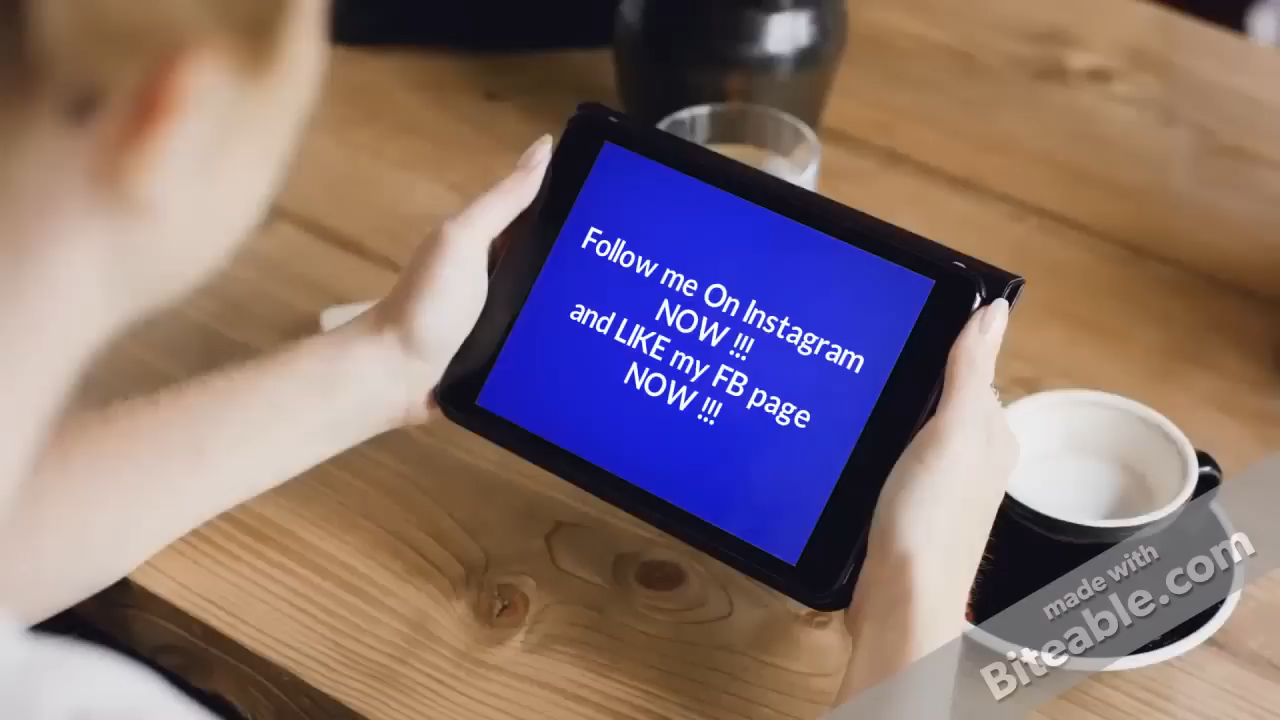 Follow me On Instagram
NOW !!!
and LIKE my FB page
NOW !!!
made with
Biteable.com